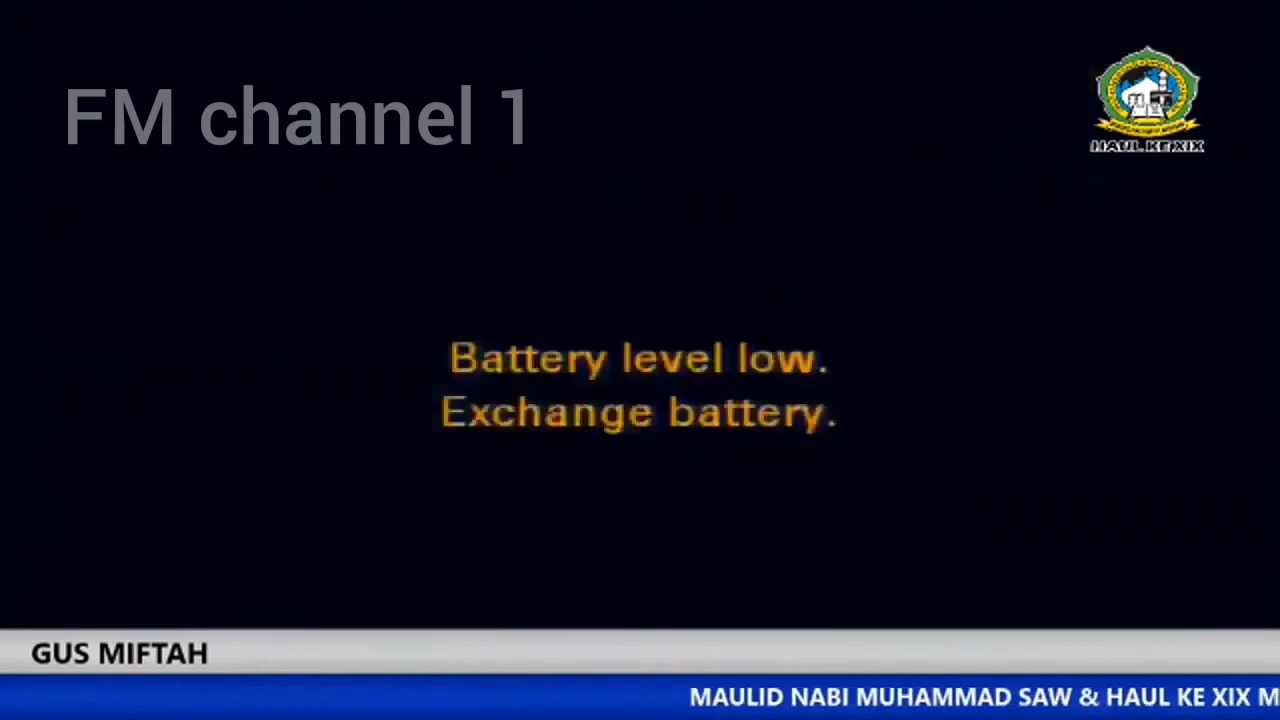 FM channel 1
HAUL KE XIX
Battery level low.
Exchange battery.
GUS MIFTAH
MAULID NABI MUHAMMAD SAW & HAUL KE XIX M